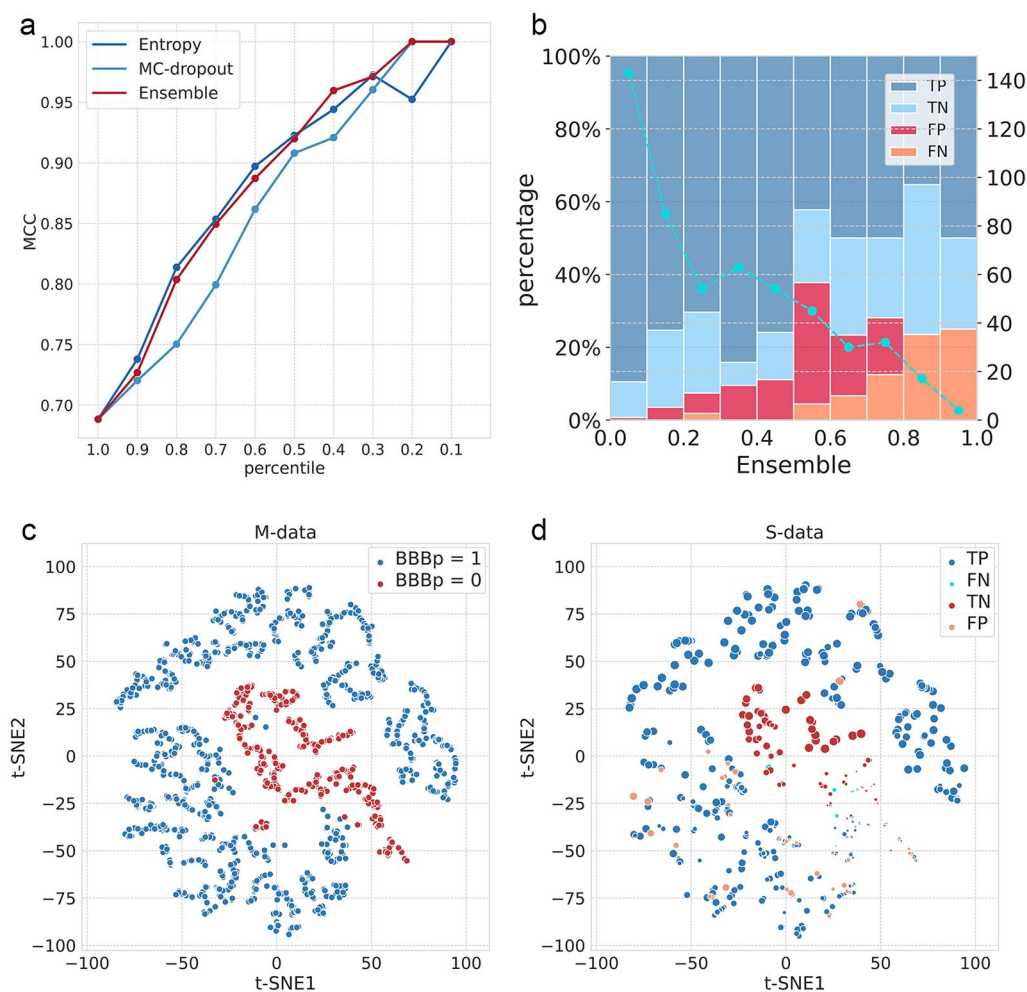 a
1.00
0.95
0.90
0.85
0.80
0.75
0.70
MCC
Entropy
MC-dropout
Ensemble
1.0 0.9 0.8 0.7 0.6 0.5 0.4 0.3 0.2 0.1
percentile
b
100%
80%
60%
40%
20%
0%
percentage
TP
TN
FP
FN
140
120
100
80
60
40
20
0
0.0 0.2 0.4 0.6 0.8 1.0
Ensemble
c
M-data
BBBp = 1
BBBp = 0
100
75
50
25
0
−25
−50
−75
−100
t-SNE2
−100 −50 0 50 100
t-SNE1
d
S-data
TP
FN
TN
FP
100
75
50
25
0
−25
−50
−75
−100
t-SNE2
−100 −50 0 50 100
t-SNE1